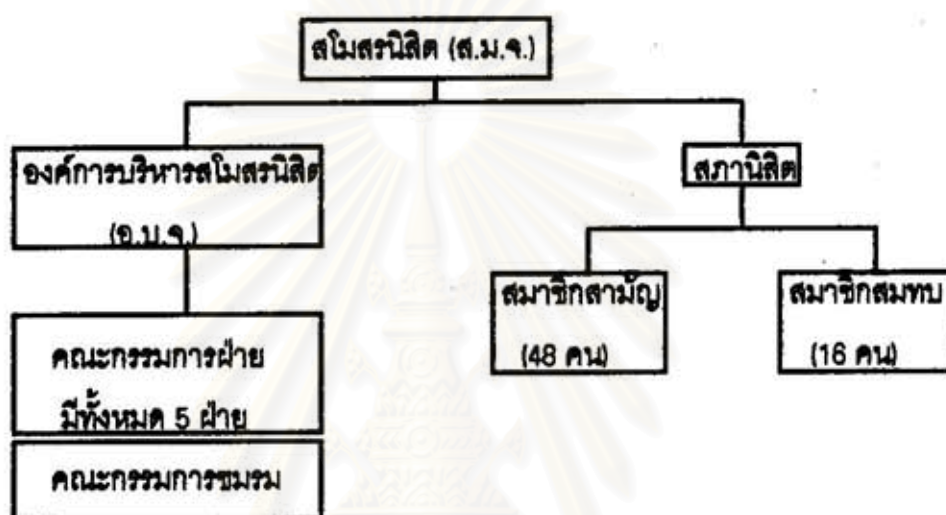 สโมสรนิสิต (ส.ม.จ.)
องค์การบริหารสโมสรนิสิต
(อ.บ.จ.)
สภานิสิต
สมาชิกสามัญ
(48 คน)
สมาชิกสมทบ
(16 คน)
คณะกรรมการฝ่าย
มีทั้งหมด 5 ฝ่าย
คณะกรรมการชมรม